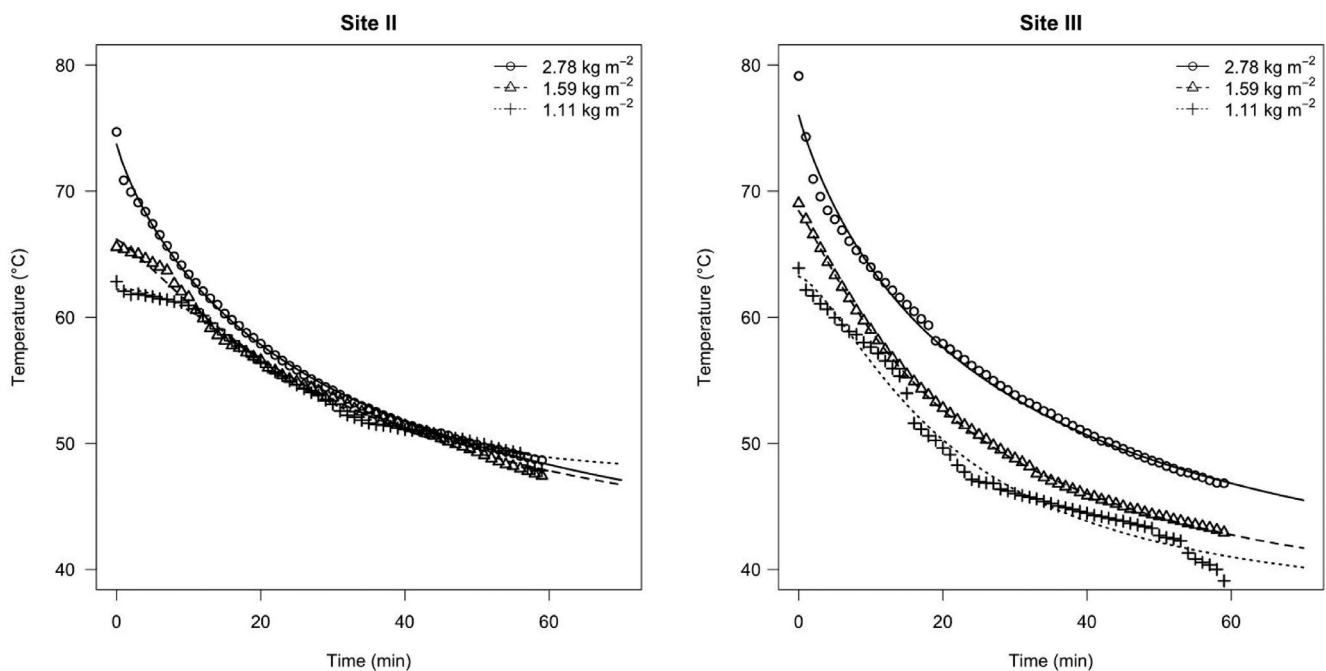 Site II
80
70
60
50
40
Temperature (°C)
0 20 40 60
Time (min)
2.78 kg m⁻²
1.59 kg m⁻²
1.11 kg m⁻²
Site III
80
70
60
50
40
Temperature (°C)
0 20 40 60
Time (min)
2.78 kg m⁻²
1.59 kg m⁻²
1.11 kg m⁻²